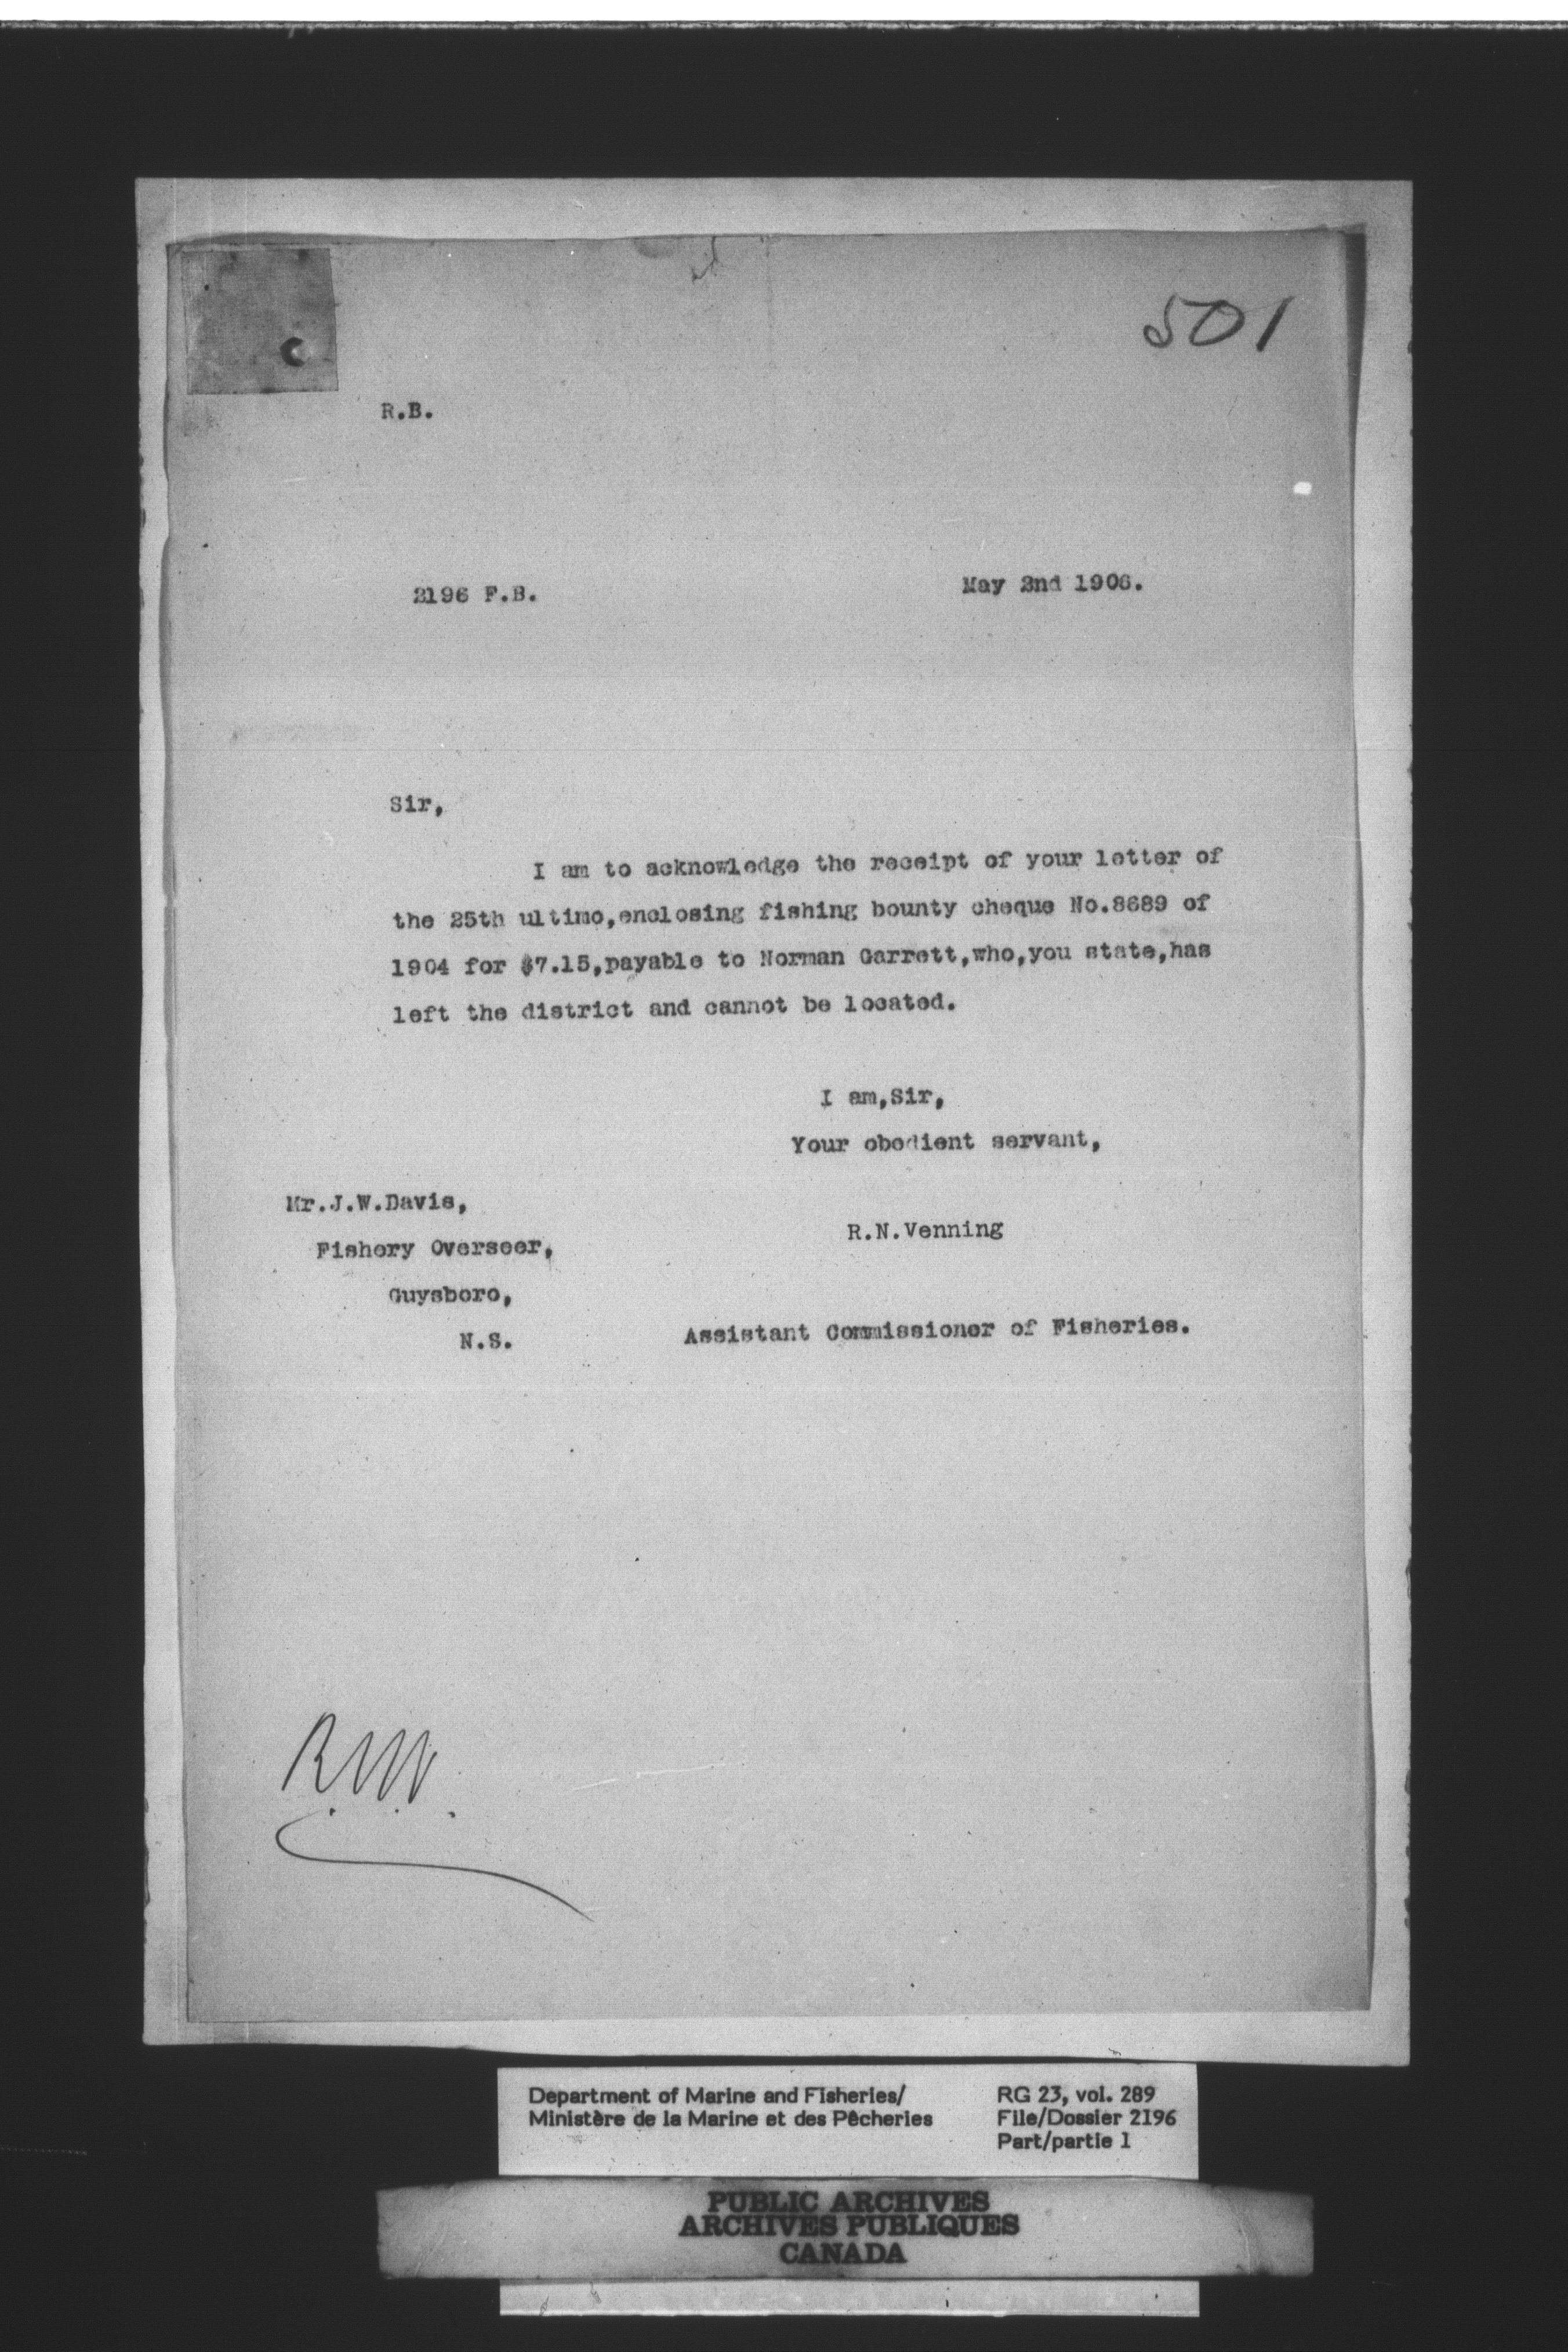 501
R.B.
2196 F.B.
May 2nd 1906.
Sir,
I am to acknowledge the receipt of your letter of
the 25th ultimo,enclosing fishing bounty cheque No.8689 of
1904 for $7.15,payable to Norman Garrett,who,you state,has
left the district and cannot be located.
I am,Sir,
Your obedient servant,
Mr.J.W.Davis,
Fishery Overseer,
Guysboro,
N.S.
R.N.Venning
Assistant Commissioner of Fisheries.
Department of Marine and Fisheries/
Ministère de la Marine et des Pêcheries
RG 23, vol. 289
File/Dossier 2196
Part/partie 1
PUBLIC ARCHIVES
ARCHIVES PUBLIQUES
CANADA